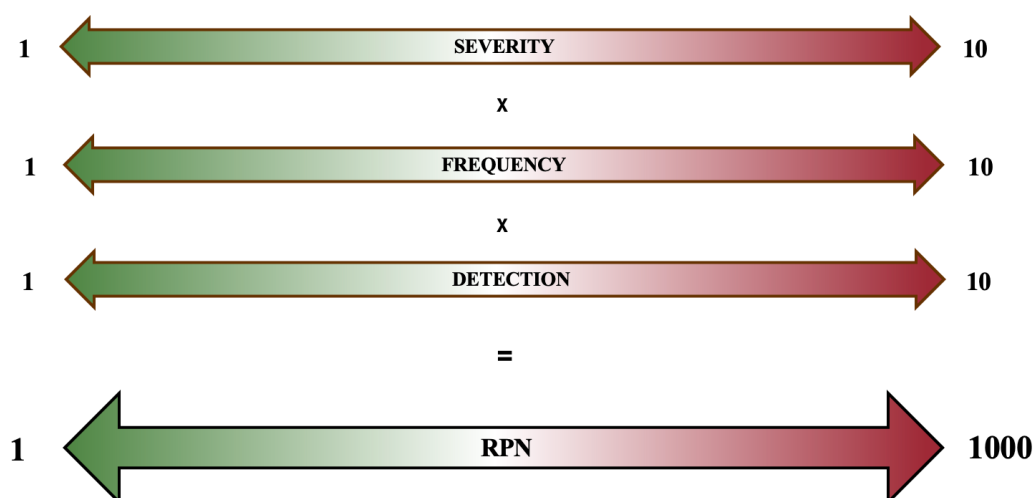 1 SEVERITY 10
x
1 FREQUENCY 10
x
1 DETECTION 10
=
1 RPN 1000